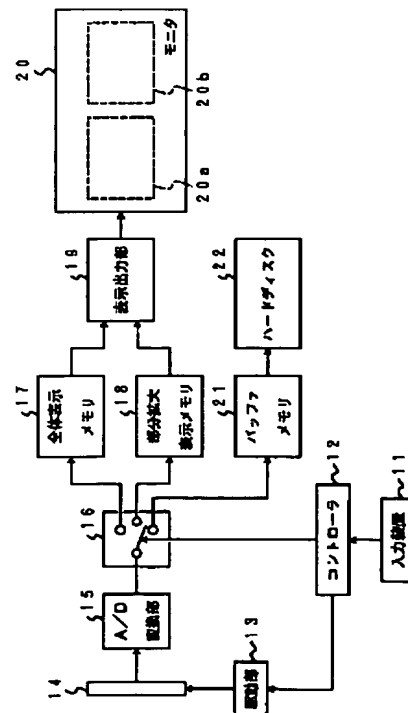 14
15
A/D
変換部
16
17
全体表示
メモリ
18
部分拡大
表示メモリ
19
表示出力部
20
モニタ
20a
20b
21
バッファ
メモリ
22
ハードディスク
13
駆動部
12
コントローラ
11
入力装置